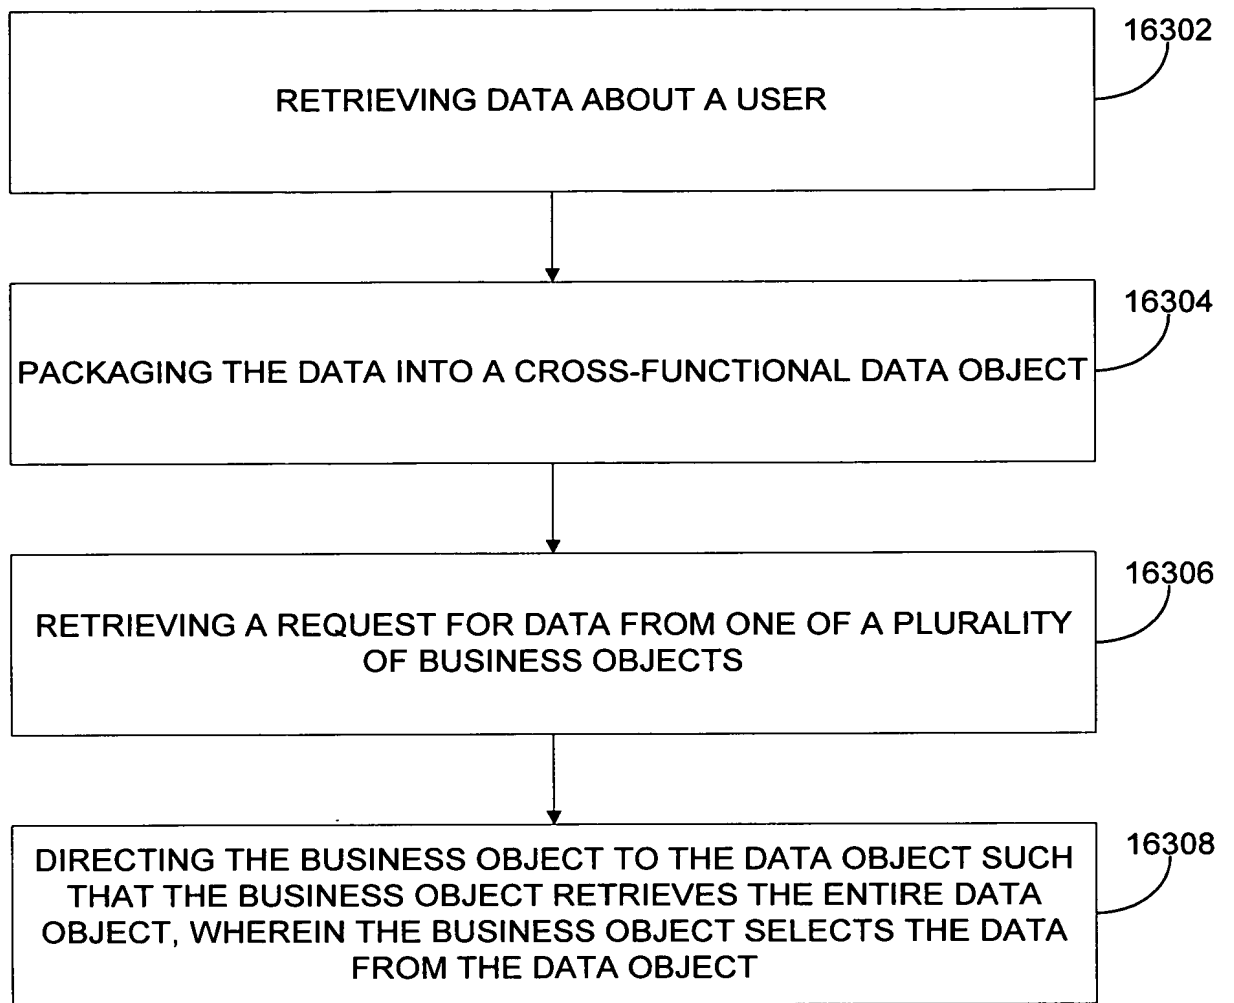 16302
RETRIEVING DATA ABOUT A USER
16304
PACKAGING THE DATA INTO A CROSS-FUNCTIONAL DATA OBJECT
16306
RETRIEVING A REQUEST FOR DATA FROM ONE OF A PLURALITY
OF BUSINESS OBJECTS
16308
DIRECTING THE BUSINESS OBJECT TO THE DATA OBJECT SUCH
THAT THE BUSINESS OBJECT RETRIEVES THE ENTIRE DATA
OBJECT, WHEREIN THE BUSINESS OBJECT SELECTS THE DATA
FROM THE DATA OBJECT